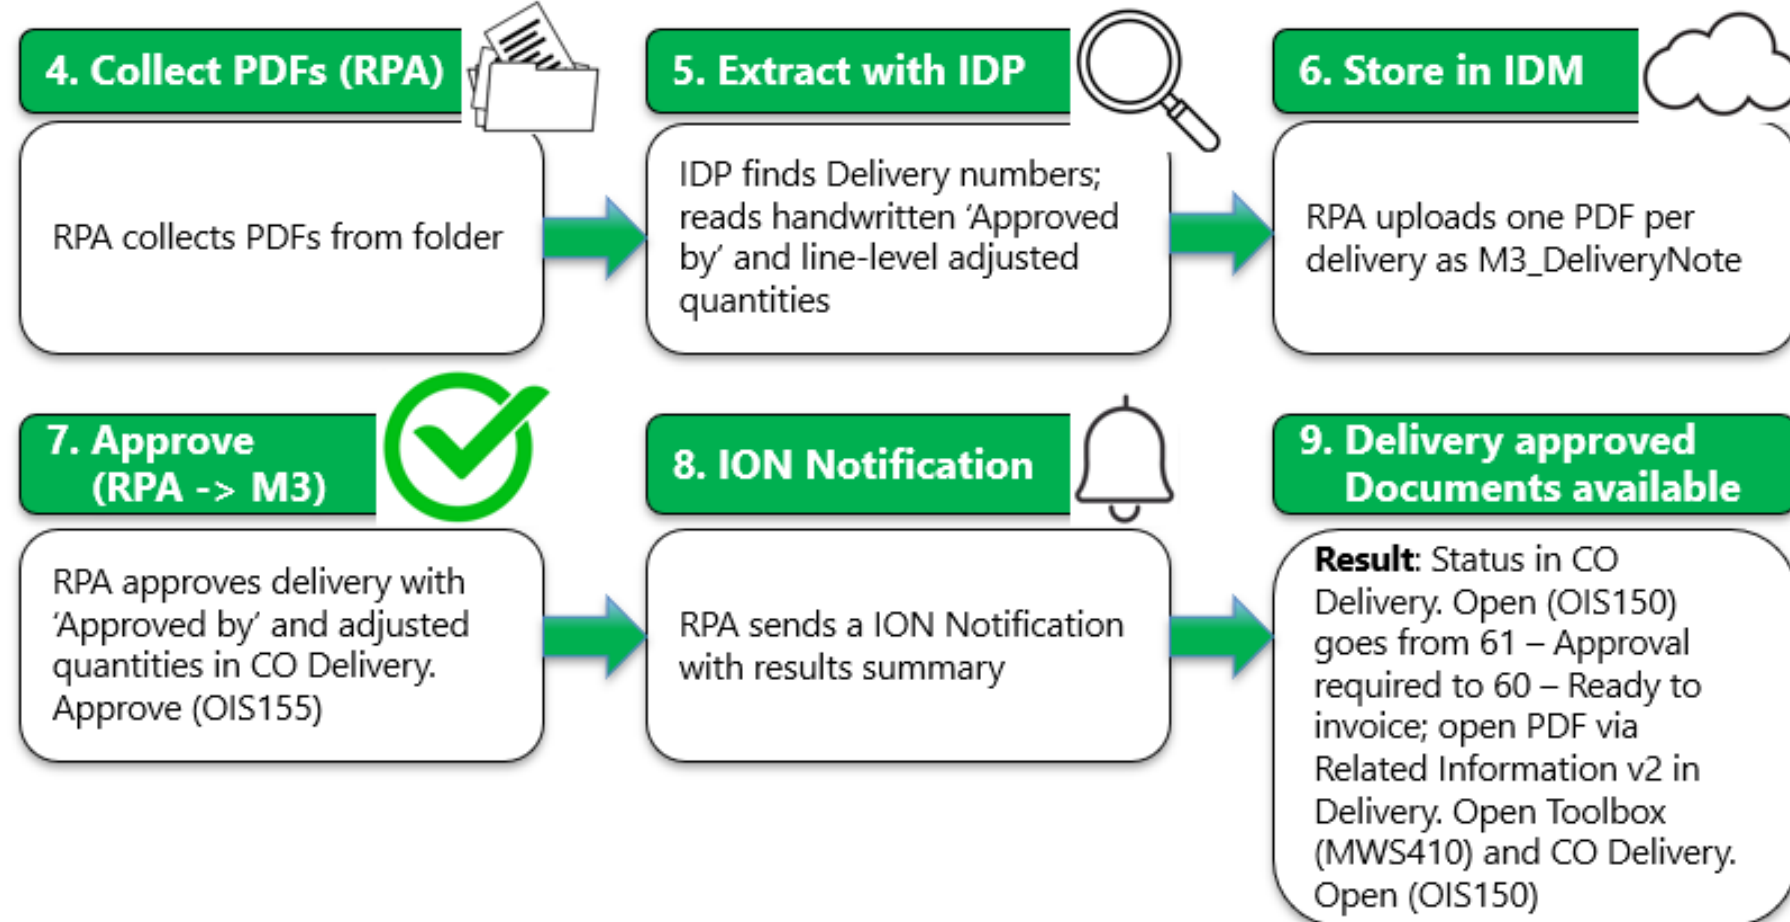 4. Collect PDFs (RPA)
RPA collects PDFs from folder
5. Extract with IDP
IDP finds Delivery numbers;
reads handwritten ‘Approved
by’ and line-level adjusted
quantities
6. Store in IDM
RPA uploads one PDF per
delivery as M3_DeliveryNote
7. Approve
(RPA -> M3)
RPA approves delivery with
‘Approved by’ and adjusted
quantities in CO Delivery.
Approve (OIS155)
8. ION Notification
RPA sends a ION Notification
with results summary
9. Delivery approved
Documents available
Result: Status in CO
Delivery. Open (OIS150)
goes from 61 – Approval
required to 60 – Ready to
invoice; open PDF via
Related Information v2 in
Delivery. Open Toolbox
(MWS410) and CO Delivery.
Open (OIS150)